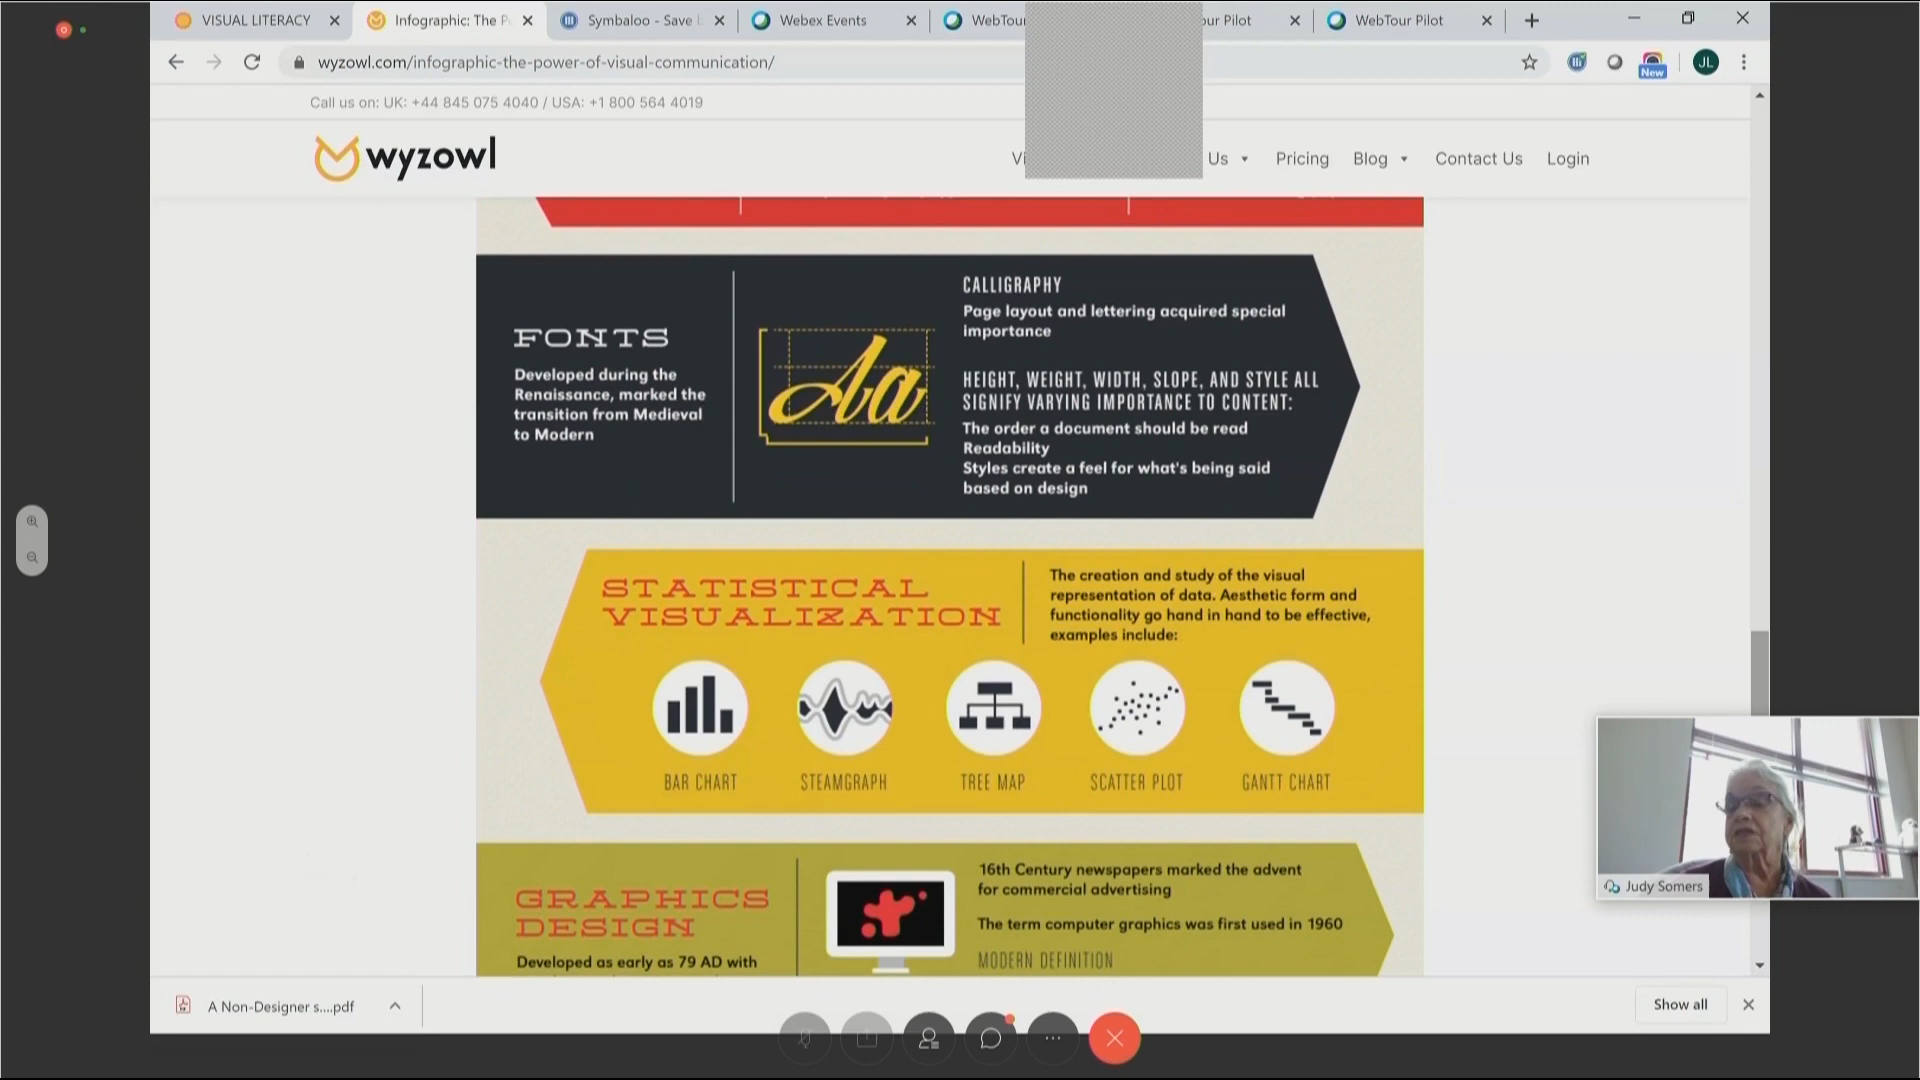 VISUAL LITERACY
Infographic: The P
Symbaloo - Save
Webex Events
WebTour
our Pilot
WebTour Pilot
wyzowl.com/infographic-the-power-of-visual-communication/
New
JL
Call us on: UK: +44 845 075 4040 / USA: +1 800 564 4019
wyzowl
Us
Pricing
Blog
Contact Us
Login
FONTS
Developed during the
Renaissance, marked the
transition from Medieval
to Modern
Aa
CALLIGRAPHY
Page layout and lettering acquired special
importance
HEIGHT, WEIGHT, WIDTH, SLOPE, AND STYLE ALL
SIGNIFY VARYING IMPORTANCE TO CONTENT:
The order a document should be read
Readability
Styles create a feel for what's being said
based on design
STATISTICAL
VISUALIZATION
The creation and study of the visual
representation of data. Aesthetic form and
functionality go hand in hand to be effective,
examples include:
BAR CHART
STEAMGRAPH
TREE MAP
SCATTER PLOT
GANTT CHART
GRAPHICS
DESIGN
Developed as early as 79 AD with
16th Century newspapers marked the advent
for commercial advertising
The term computer graphics was first used in 1960
MODERN DEFINITION
Judy Somers
A Non-Designer s....pdf
Show all